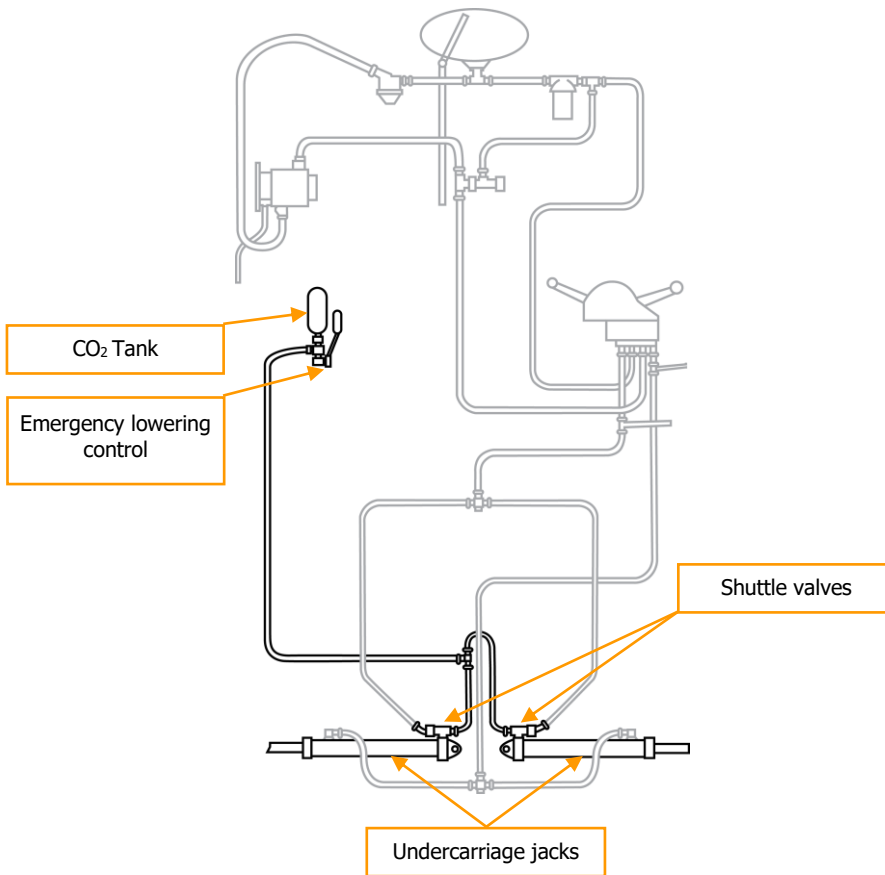 CO₂ Tank
Emergency lowering
control
Shuttle valves
Undercarriage jacks